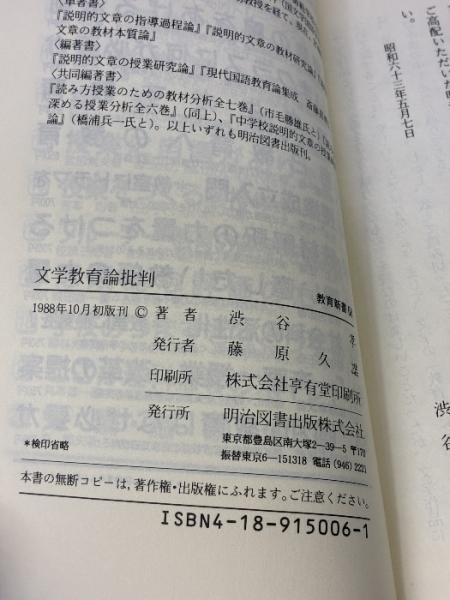 〈単著書〉
『説明的文章の指導過程論』『説明的文章の教材研究論』
文章の教材本質論』
〈編著書〉
『説明的文章の授業研究論』『現代国語教育論集成
〈共同編著書〉
『読み方授業のための教材分析全七巻』(市毛勝雄氏と)
深める授業分析全六巻』(同上)、『中学校説明的文章の授業
論』(橋浦兵一氏と)。以上いずれも明治図書出版刊。
文学教育論批判
教育新書
1988年10月初版刊 © 著者 渋谷孝
発行者 藤原久雄
印刷所 株式会社亨有堂印刷所
発行所 明治図書出版株式会社
東京都豊島区南大塚2-39-5 〒170
振替東京6-151318 電話(946)2221
*検印省略
本書の無断コピーは,著作権・出版権にふれます。ご注意ください。
ISBN4-18-915006-1
い。
昭和六十三年五月七日
渋谷